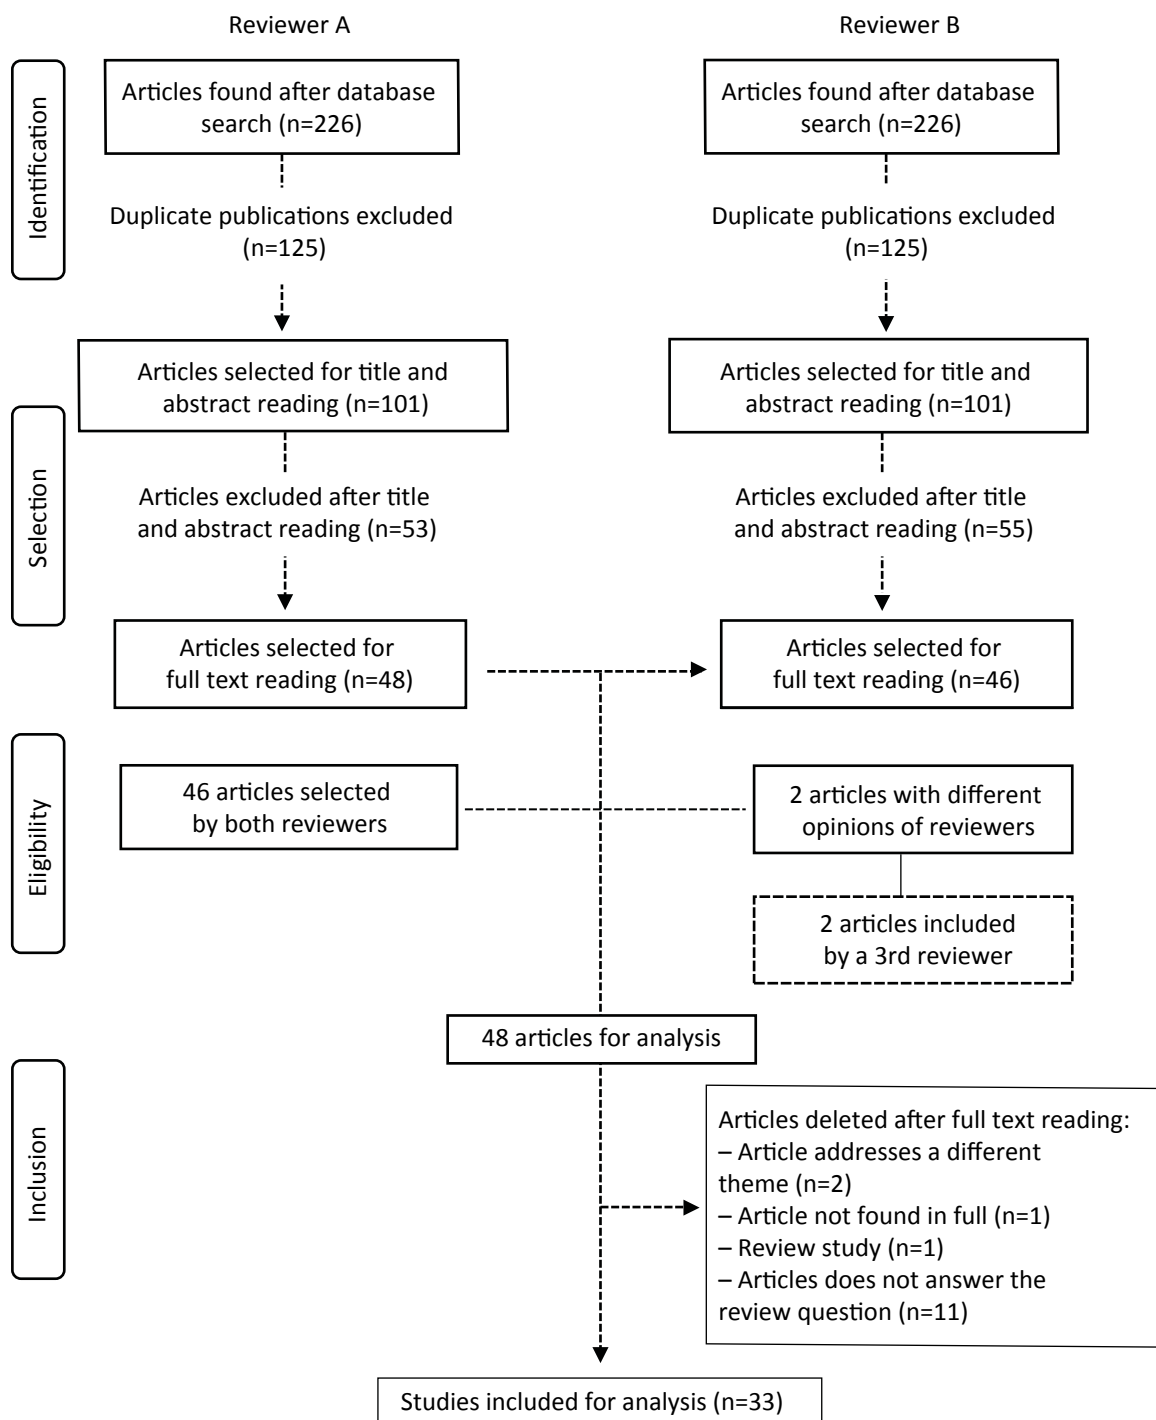 Reviewer A
Reviewer B
Identification
Articles found after database
search (n=226)
Articles found after database
search (n=226)
Duplicate publications excluded
(n=125)
Duplicate publications excluded
(n=125)
Selection
Articles selected for title and
abstract reading (n=101)
Articles selected for title and
abstract reading (n=101)
Articles excluded after title
and abstract reading (n=53)
Articles excluded after title
and abstract reading (n=55)
Articles selected for
full text reading (n=48)
Articles selected for
full text reading (n=46)
Eligibility
46 articles selected
by both reviewers
2 articles with different
opinions of reviewers
2 articles included
by a 3rd reviewer
48 articles for analysis
Inclusion
Articles deleted after full text reading:
– Article addresses a different
theme (n=2)
– Article not found in full (n=1)
– Review study (n=1)
– Articles does not answer the
review question (n=11)
Studies included for analysis (n=33)